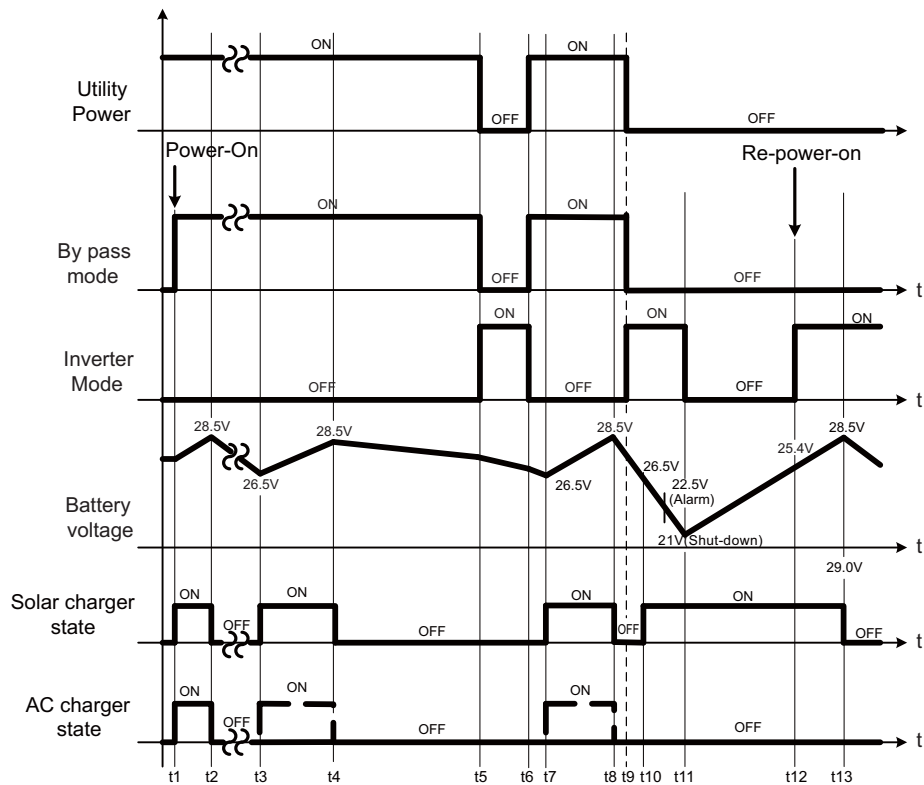 ON
ON
Utility
Power
OFF
OFF
Power-On
Re-power-on
ON
ON
By pass
mode
OFF
OFF
t
ON
ON
ON
Inverter
Mode
OFF
OFF
OFF
t
28.5V
28.5V
28.5V
28.5V
25.4V
26.5V
26.5V
26.5V
22.5V
(Alarm)
Battery
voltage
21V(Shut-down)
t
29.0V
Solar charger
state
ON
ON
ON
ON
OFF
OFF
OFF
OFF
t
AC charger
state
ON
ON
ON
OFF
OFF
OFF
t
t1 t2 t3 t4 t5 t6 t7 t8 t9 t10 t11 t12 t13